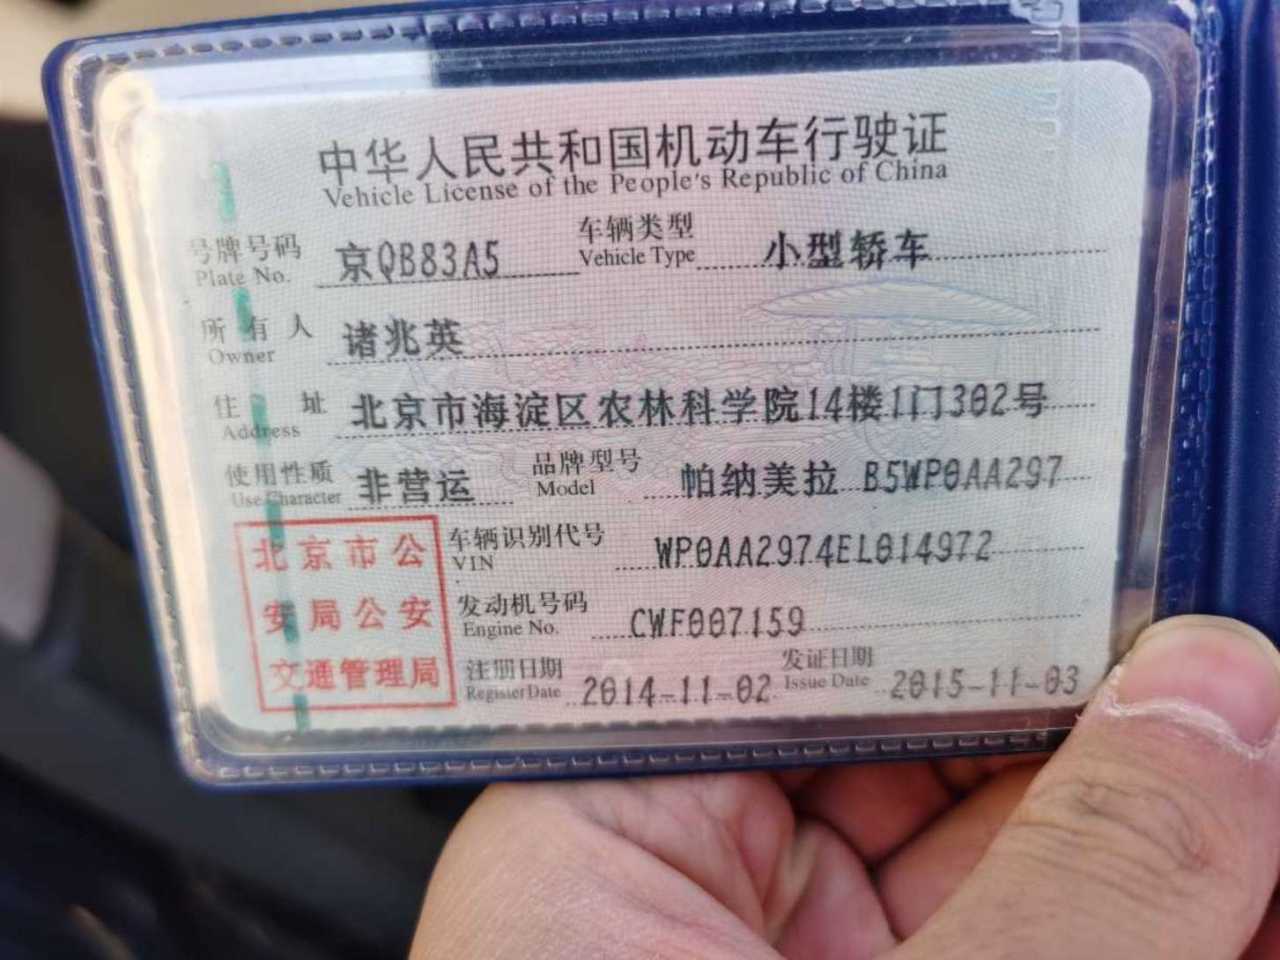 中华人民共和国机动车行驶证
Vehicle License of the People's Republic of China
号牌号码 京QB83A5 车辆类型 小型轿车
Plate No. Vehicle Type
所有人 诸兆英
Owner
住址 北京市海淀区农林科学院14楼1门302号
Address
使用性质 非营运 品牌型号 帕纳美拉 B5WP0AA297
Use Character Model
车辆识别代号 WP0AA2974EL014972
VIN
发动机号码 CWF007159
Engine No.
注册日期 2014-11-02 发证日期 2015-11-03
Register Date Issue Date
北京市公
安局公安
交通管理局